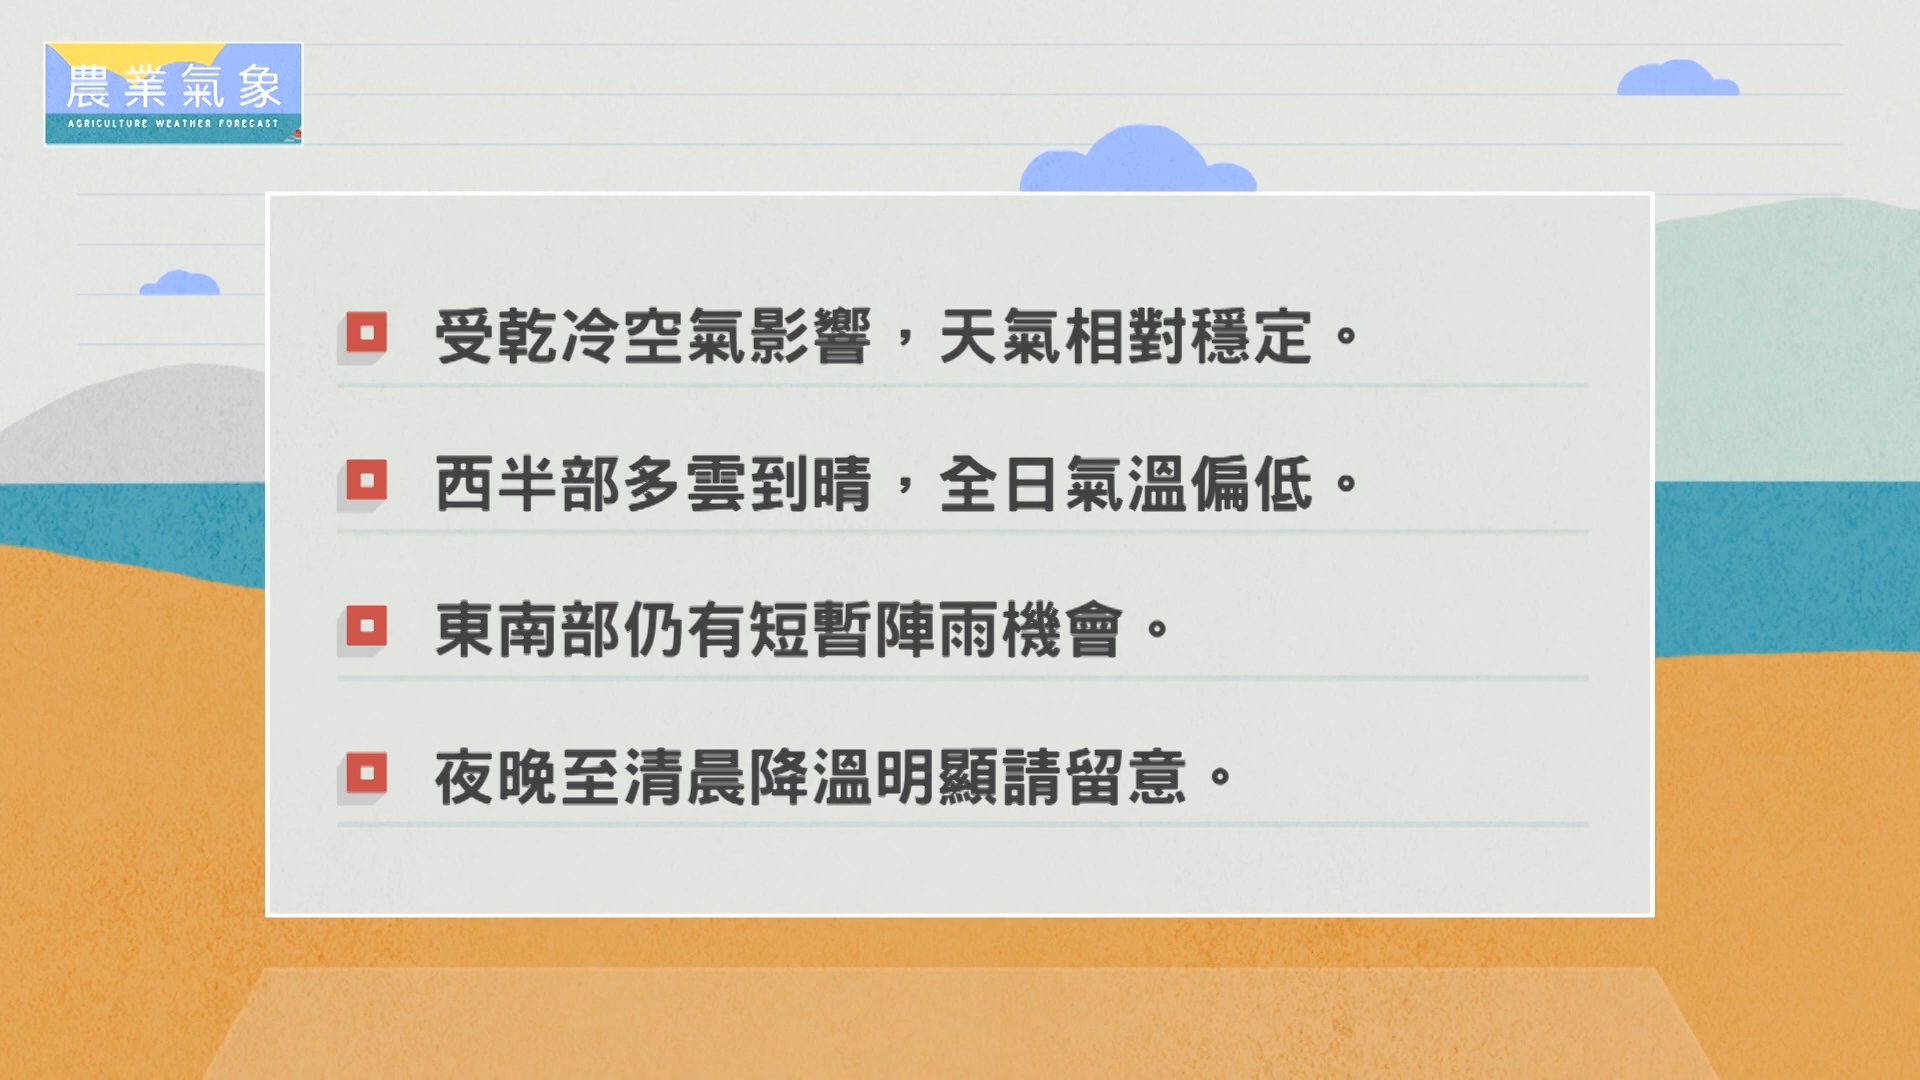 農業氣象
AGRICULTURE WEATHER FORECAST
受乾冷空氣影響，天氣相對穩定。
西半部多雲到晴，全日氣溫偏低。
東南部仍有短暫陣雨機會。
夜晚至清晨降溫明顯請留意。